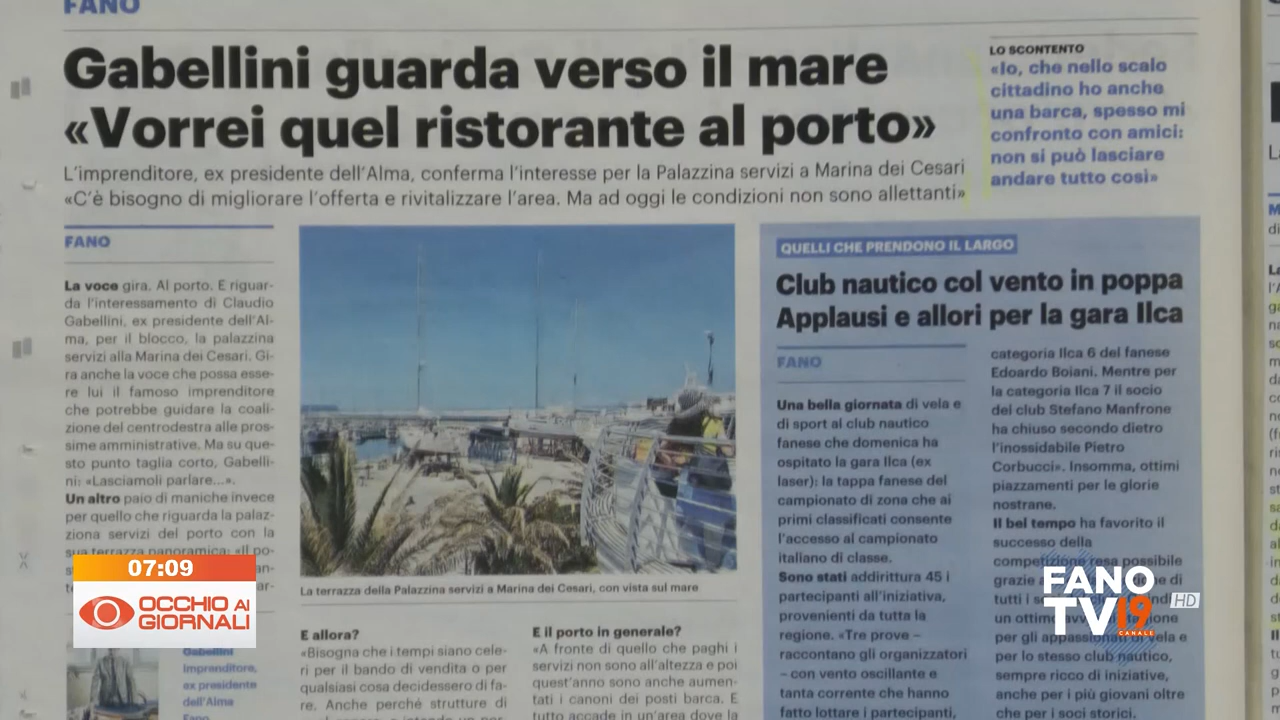 FANO
Gabellini guarda verso il mare
«Vorrei quel ristorante al porto»
L'imprenditore, ex presidente dell'Alma, conferma l'interesse per la Palazzina servizi a Marina dei Cesari
«C'è bisogno di migliorare l'offerta e rivitalizzare l'area. Ma ad oggi le condizioni non sono allettanti»
LO SCONTENTO
«Io, che nello scalo
cittadino ho anche
una barca, spesso mi
confronto con amici:
non si può lasciare
andare tutto così»
FANO
La voce gira. Al porto. E riguar-
da l'interessamento di Claudio
Gabellini, ex presidente dell'Al-
ma, per il blocco, la palazzina
servizi alla Marina dei Cesari. Gi-
ra anche la voce che possa esse-
re lui il famoso imprenditore
che potrebbe guidare la coali-
zione del centrodestra alle pros-
sime amministrative. Ma su que-
sto punto taglia corto, Gabelli-
ni: «Lasciamoli parlare...».
Un altro paio di maniche invece
per quello che riguarda la palaz-
zina servizi del porto con la
sua terrazza panoramica: «Il po-
La terrazza della Palazzina servizi a Marina dei Cesari, con vista sul mare
Gabellini
Imprenditore,
ex presidente
dell'Alma
Fano
E allora?
«Bisogna che i tempi siano cele-
ri per il bando di vendita o per
qualsiasi cosa decidessero di fa-
re. Anche perché strutture di
E il porto in generale?
«A fronte di quello che paghi i
servizi non sono all'altezza e poi
quest'anno sono anche aumen-
tati i canoni dei posti barca. E
tutto accade in un'area dove la
QUELLI CHE PRENDONO IL LARGO
Club nautico col vento in poppa
Applausi e allori per la gara Ilca
FANO
Una bella giornata di vela e
di sport al club nautico
fanese che domenica ha
ospitato la gara Ilca (ex
laser): la tappa fanese del
campionato di zona che ai
primi classificati consente
l'accesso al campionato
italiano di classe.
Sono stati addirittura 45 i
partecipanti all'iniziativa,
provenienti da tutta la
regione. «Tre prove –
raccontano gli organizzatori
– con vento oscillante e
tanta corrente che hanno
fatto lottare i partecipanti,
categoria Ilca 6 del fanese
Edoardo Boiani. Mentre per
la categoria Ilca 7 il socio
del club Stefano Manfrone
ha chiuso secondo dietro
l'inossidabile Pietro
Corbucci». Insomma, ottimi
piazzamenti per le glorie
nostrane.
Il bel tempo ha favorito il
successo della
competizione resa possibile
grazie di
tutti i
un ottimo
per gli appassionati di vela e
per lo stesso club nautico,
sempre ricco di iniziative,
anche per i più giovani oltre
che per i soci storici.
07:09
OCCHIO AI
GIORNALI
FANO
TV 19
CANALE
HD